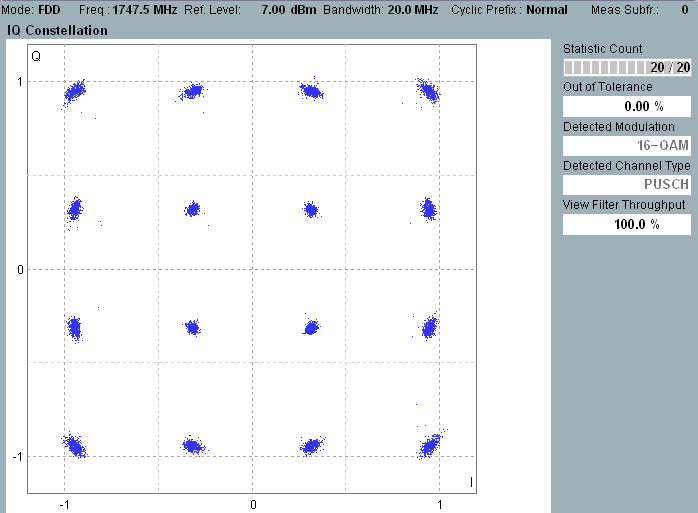 Mode: FDD Freq.: 1747.5 MHz Ref. Level: 7.00 dBm Bandwidth: 20.0 MHz Cyclic Prefix : Normal Meas Subfr.: 0
IQ Constellation
Q
1
0
-1
I
-1 0 1
Statistic Count
20 / 20
Out of Tolerance
0.00 %
Detected Modulation
16-QAM
Detected Channel Type
PUSCH
View Filter Throughput
100.0 %